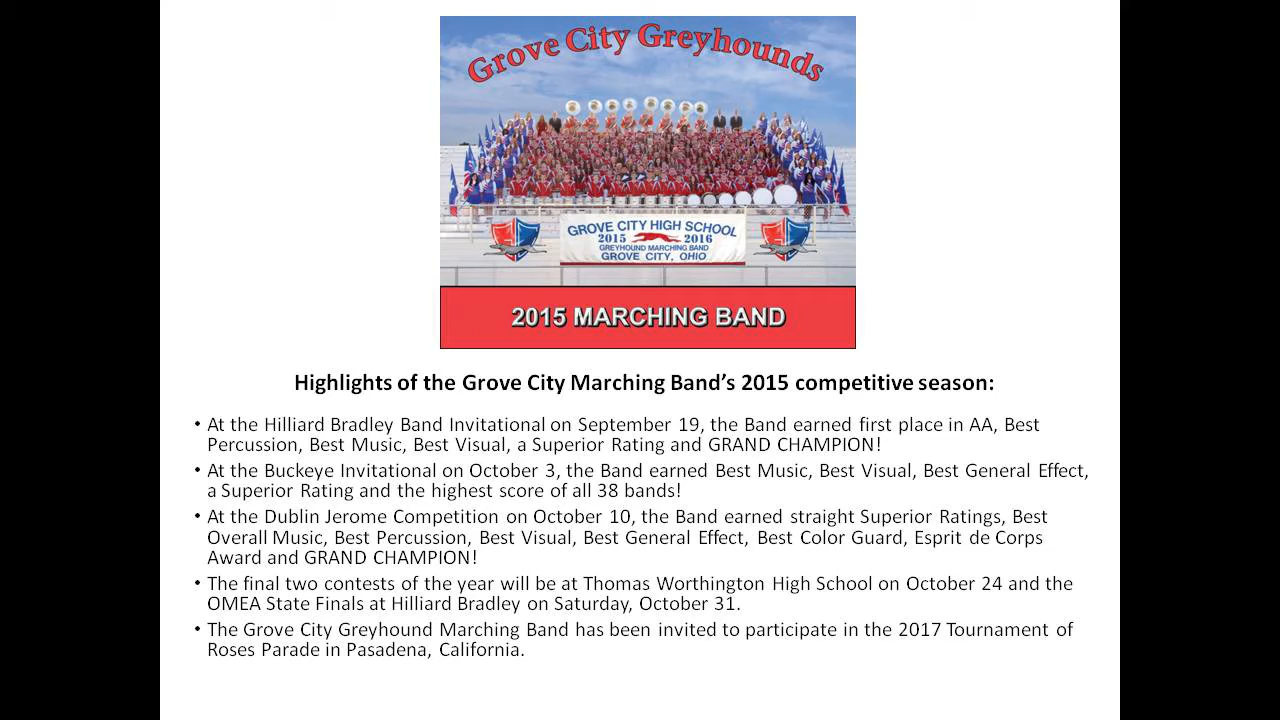 Grove City Greyhounds
GROVE CITY HIGH SCHOOL
2015 2016
GREYHOUND MARCHING BAND
GROVE CITY, OHIO
2015 MARCHING BAND
Highlights of the Grove City Marching Band’s 2015 competitive season:
• At the Hilliard Bradley Band Invitational on September 19, the Band earned first place in AA, Best
Percussion, Best Music, Best Visual, a Superior Rating and GRAND CHAMPION!
• At the Buckeye Invitational on October 3, the Band earned Best Music, Best Visual, Best General Effect,
a Superior Rating and the highest score of all 38 bands!
• At the Dublin Jerome Competition on October 10, the Band earned straight Superior Ratings, Best
Overall Music, Best Percussion, Best Visual, Best General Effect, Best Color Guard, Esprit de Corps
Award and GRAND CHAMPION!
• The final two contests of the year will be at Thomas Worthington High School on October 24 and the
OMEA State Finals at Hilliard Bradley on Saturday, October 31.
• The Grove City Greyhound Marching Band has been invited to participate in the 2017 Tournament of
Roses Parade in Pasadena, California.